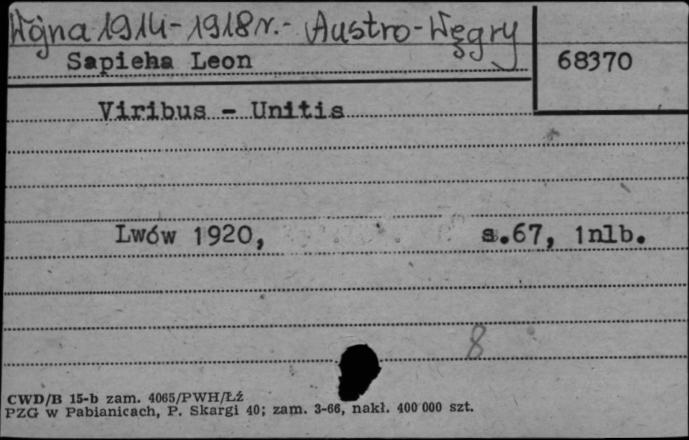 Wojna 1914-1918r.- Austro-Węgry
Sapieha Leon
68370
Viribus - Unitis
Lwów 1920, s.67, 1nlb.
8
CWD/B 15-b zam. 4065/PWH/Łź
PZG w Pabianicach, P. Skargi 40; zam. 3-66, nakł. 400 000 szt.